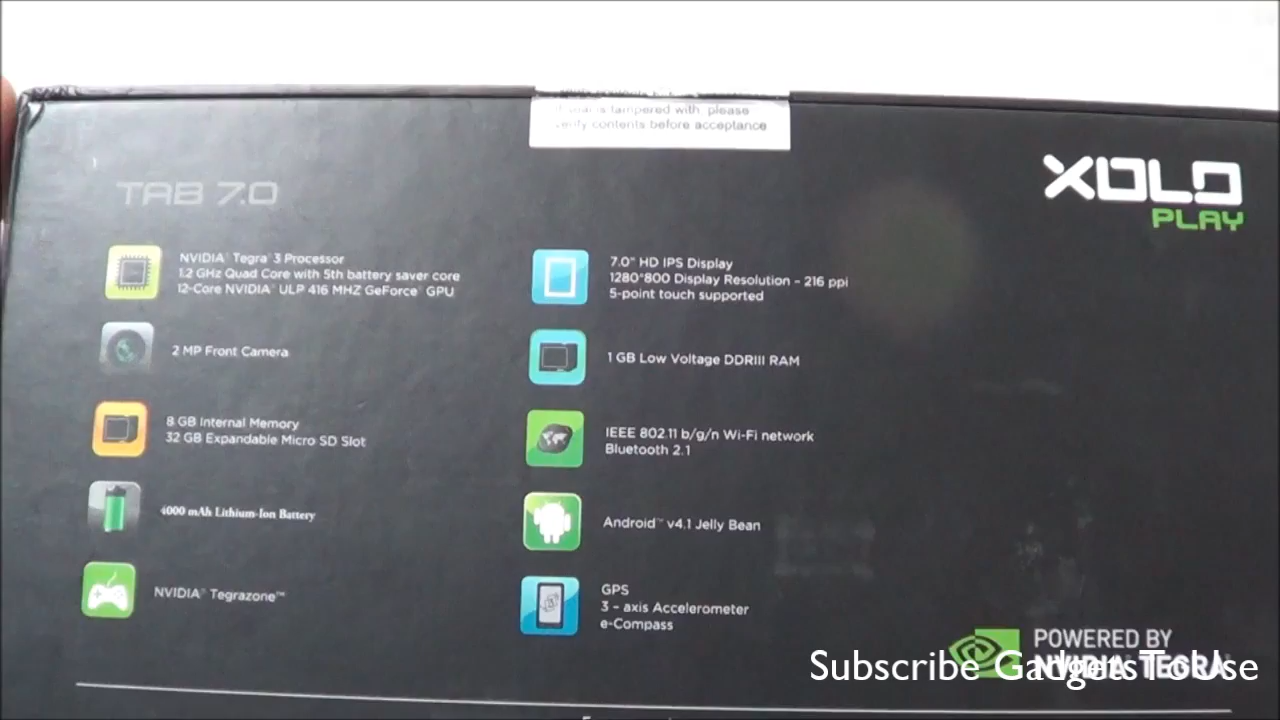 is tampered with, please
verify contents before acceptance
XOLO
PLAY
TAB 7.0
NVIDIA® Tegra® 3 Processor
1.2 GHz Quad Core with 5th battery saver core
12-Core NVIDIA® ULP 416 MHZ GeForce® GPU
2 MP Front Camera
8 GB Internal Memory
32 GB Expandable Micro SD Slot
4000 mAh Lithium-Ion Battery
NVIDIA® Tegrazone™
7.0" HD IPS Display
1280*800 Display Resolution - 216 ppi
5-point touch supported
1 GB Low Voltage DDRIII RAM
IEEE 802.11 b/g/n Wi-Fi network
Bluetooth 2.1
Android™ v4.1 Jelly Bean
GPS
3 - axis Accelerometer
e-Compass
POWERED BY
NVIDIA® TEGRA®
Subscribe GadgetsToUse